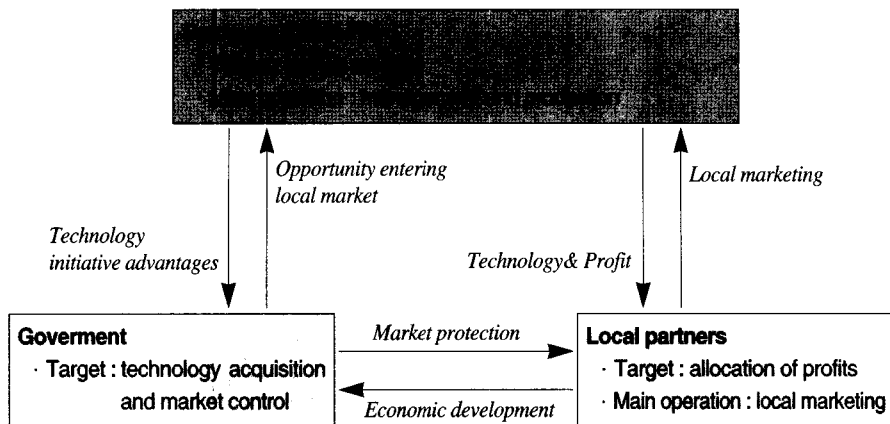 Opportunity entering
local market
Local marketing
Technology
initiative advantages
Technology& Profit
Goverment
· Target : technology acquisition
and market control
Market protection
Economic development
Local partners
· Target : allocation of profits
· Main operation : local marketing